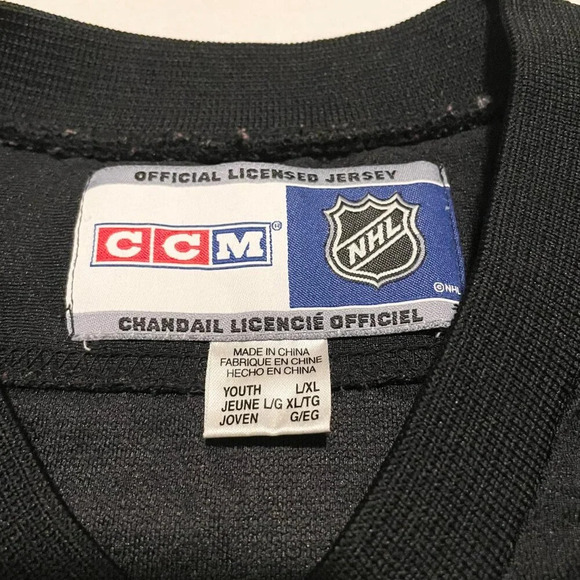 OFFICIAL LICENSED JERSEY
CCM®
NHL
©NHL
CHANDAIL LICENCIÉ OFFICIEL
MADE IN CHINA
FABRIQUE EN CHINE
HECHO EN CHINA
YOUTH L/XL
JEUNE L/G XL/TG
JOVEN G/EG